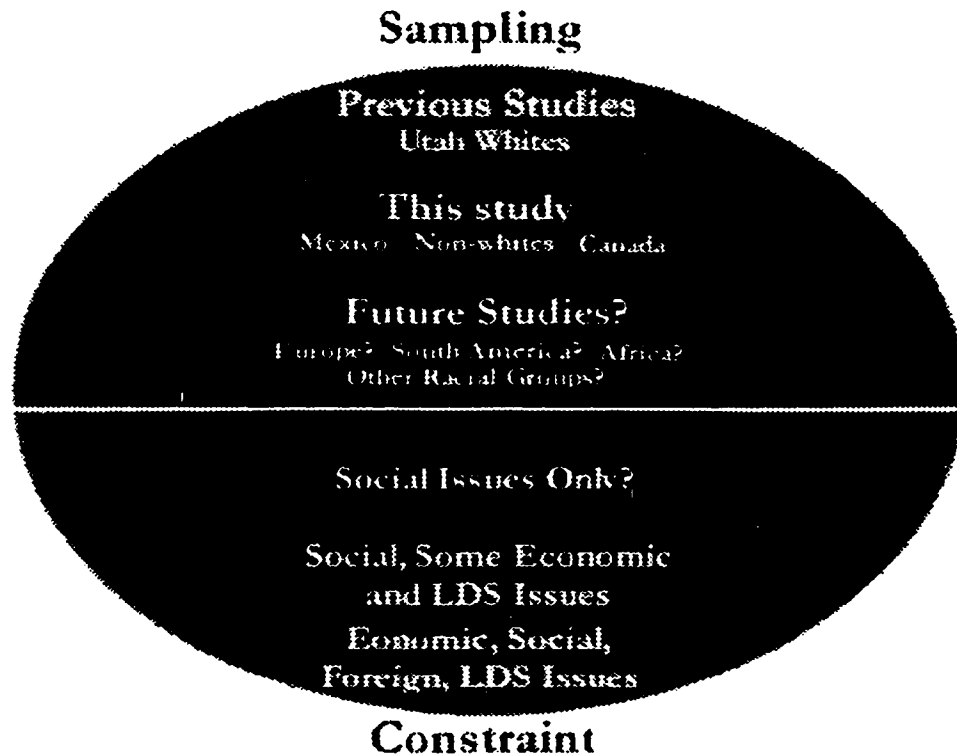 Sampling
Previous Studies
Utah Whites
This study
Mexico Non-whites Canada
Future Studies?
Europe? South America? Africa?
Other Racial Groups?
Social Issues Only?
Social, Some Economic
and LDS Issues
Eonomic, Social,
Foreign, LDS Issues
Constraint